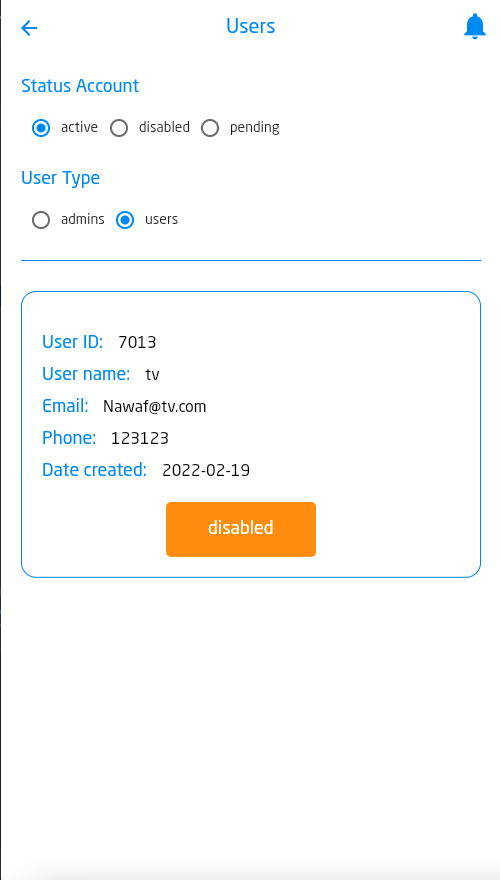 Users
Status Account
active disabled pending
User Type
admins users
User ID: 7013
User name: tv
Email: Nawaf@tv.com
Phone: 123123
Date created: 2022-02-19
disabled